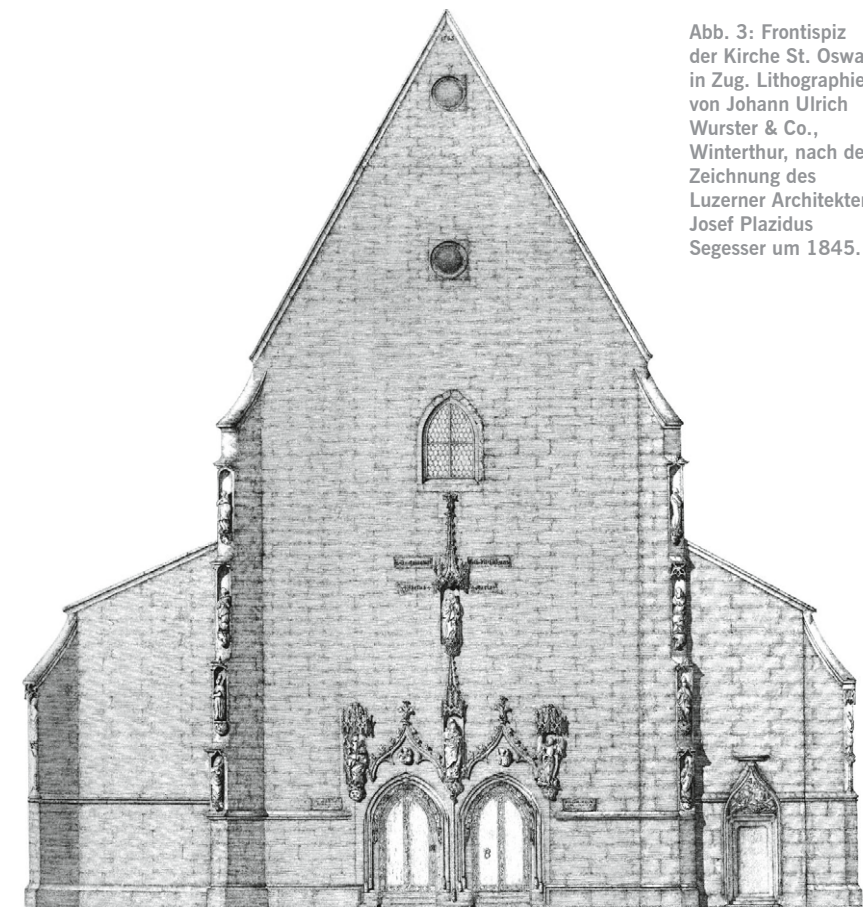 Abb. 3: Frontispiz
der Kirche St. Oswa
in Zug. Lithographie
von Johann Ulrich
Wurster & Co.,
Winterthur, nach de
Zeichnung des
Luzerner Architekte
Josef Plazidus
Segesser um 1845.
B